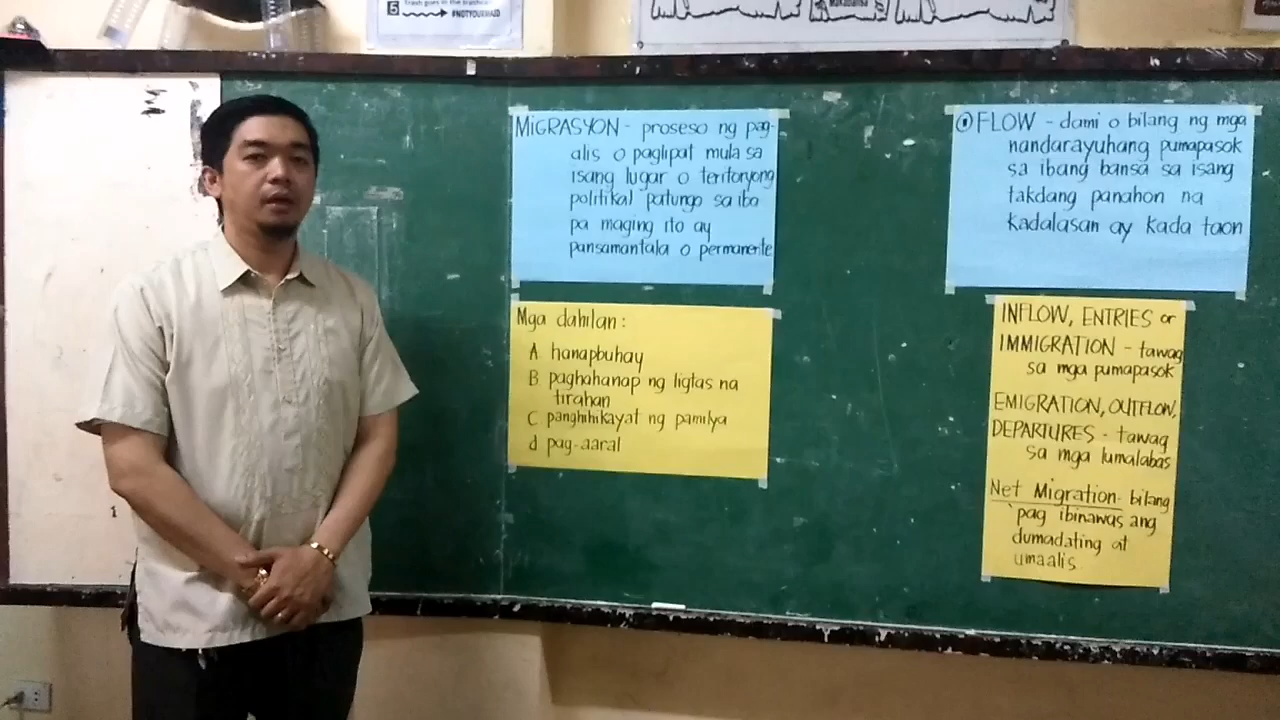 5
#NOTYOURMAID
MiGRASYON - proseso ng pag-
alis o paglipat mula sa
isang lugar o teritoryong
politikal patungo sa iba
pa maging ito ay
pansamantala o permanente
Mga dahilan:
A hanapbuhay
B. paghahanap ng ligtas na
tirahan
C. panghihikayat ng pamilya
d pag-aaral
FLOW - dami o bilang ng mga
nandarayuhang pumapasok
sa ibang bansa sa isang
takdang panahon na
kadalasan ay kada taon
INFLOW, ENTRIES or
IMMIGRATION - tawag
sa mga pumapasok
EMIGRATION, OUTFLOW,
DEPARTURES - tawag
sa mga lumalabas
Net Migration - bilang
'pag ibinawas ang
dumadating at
umaalis